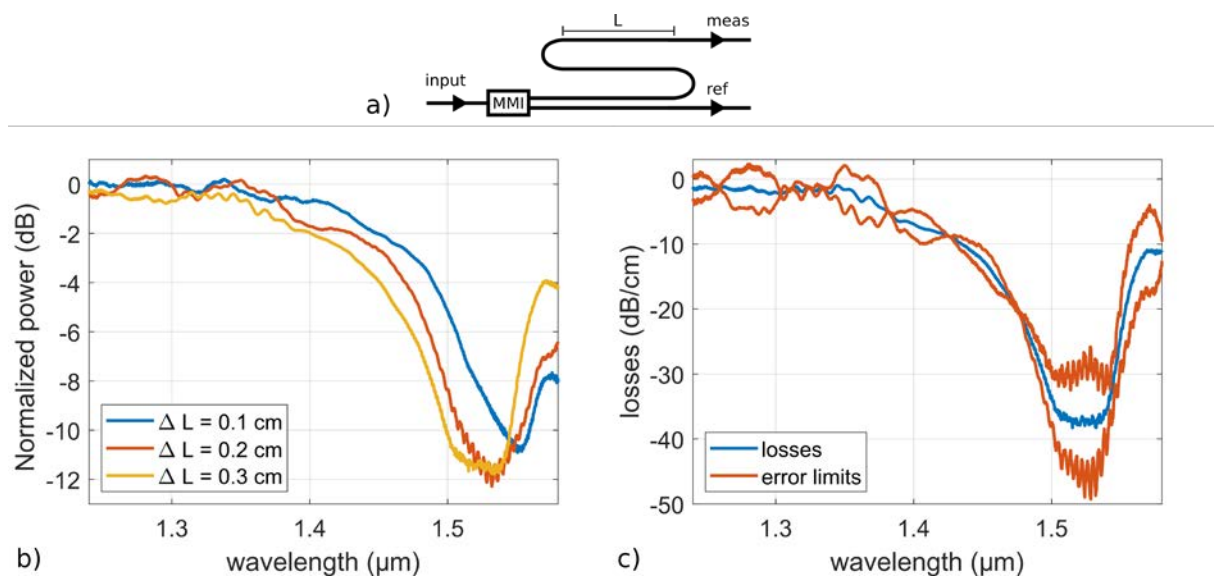 L
meas
input
MMI
ref
a)
0
-2
-4
-6
-8
-10
-12
Normalized power (dB)
Δ L = 0.1 cm
Δ L = 0.2 cm
Δ L = 0.3 cm
1.3
1.4
1.5
wavelength (µm)
b)
0
-10
-20
-30
-40
-50
losses (dB/cm)
losses
error limits
1.3
1.4
1.5
wavelength (µm)
c)